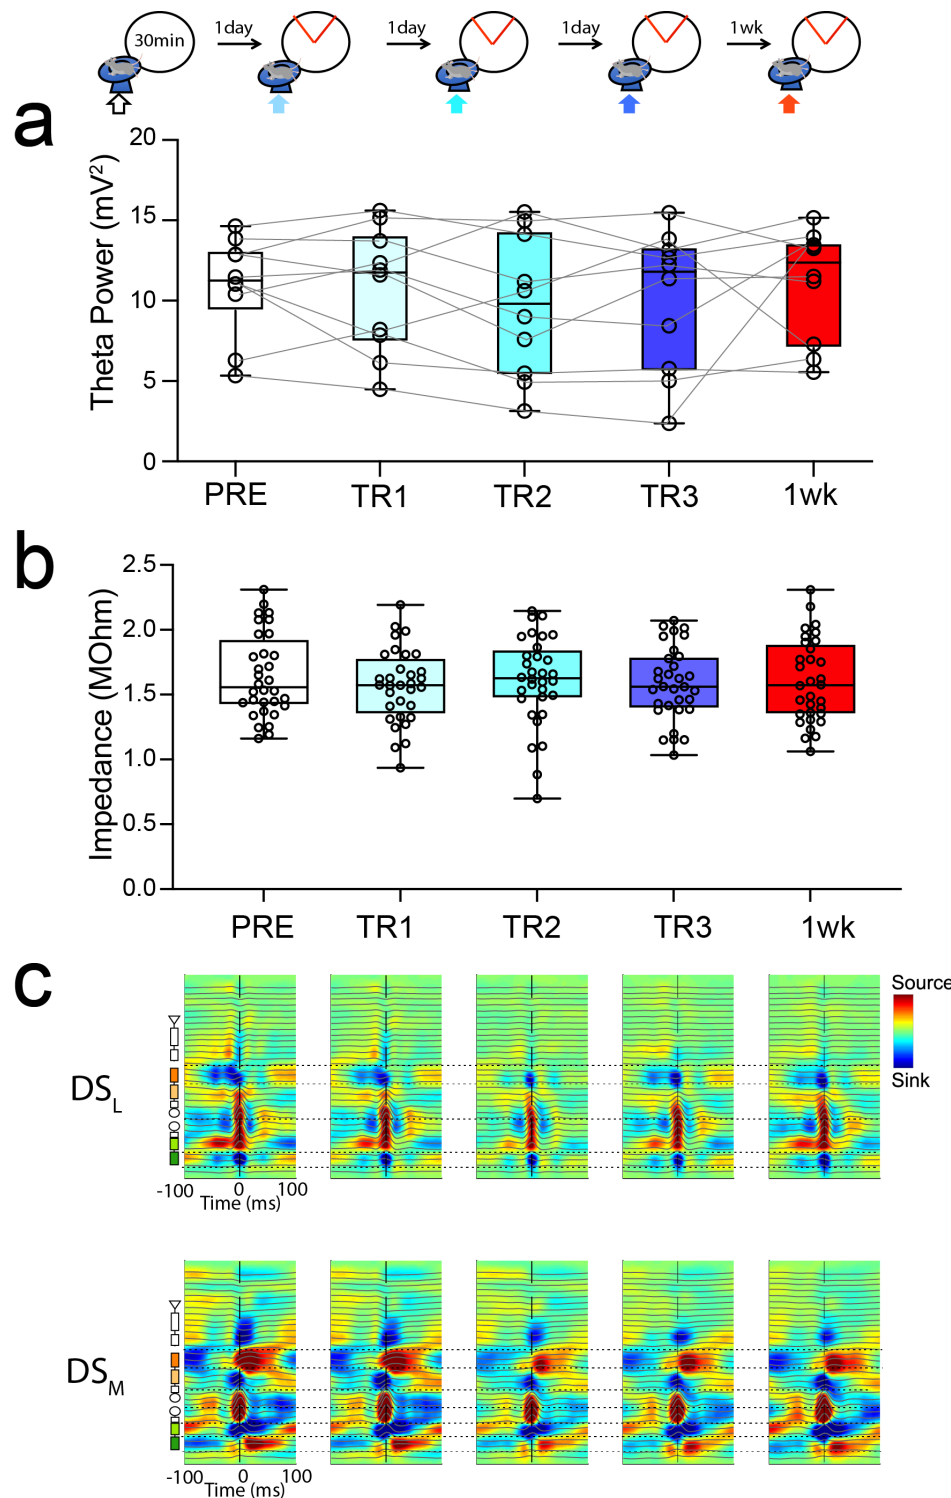 30min 1day 1day 1day 1wk
a
Theta Power (mV²)
20
15
10
5
0
PRE TR1 TR2 TR3 1wk
b
Impedance (MOhm)
2.5
2.0
1.5
1.0
0.5
0.0
PRE TR1 TR2 TR3 1wk
c
Source
Sink
DSL
-100 0 100
Time (ms)
DSM
-100 0 100
Time (ms)